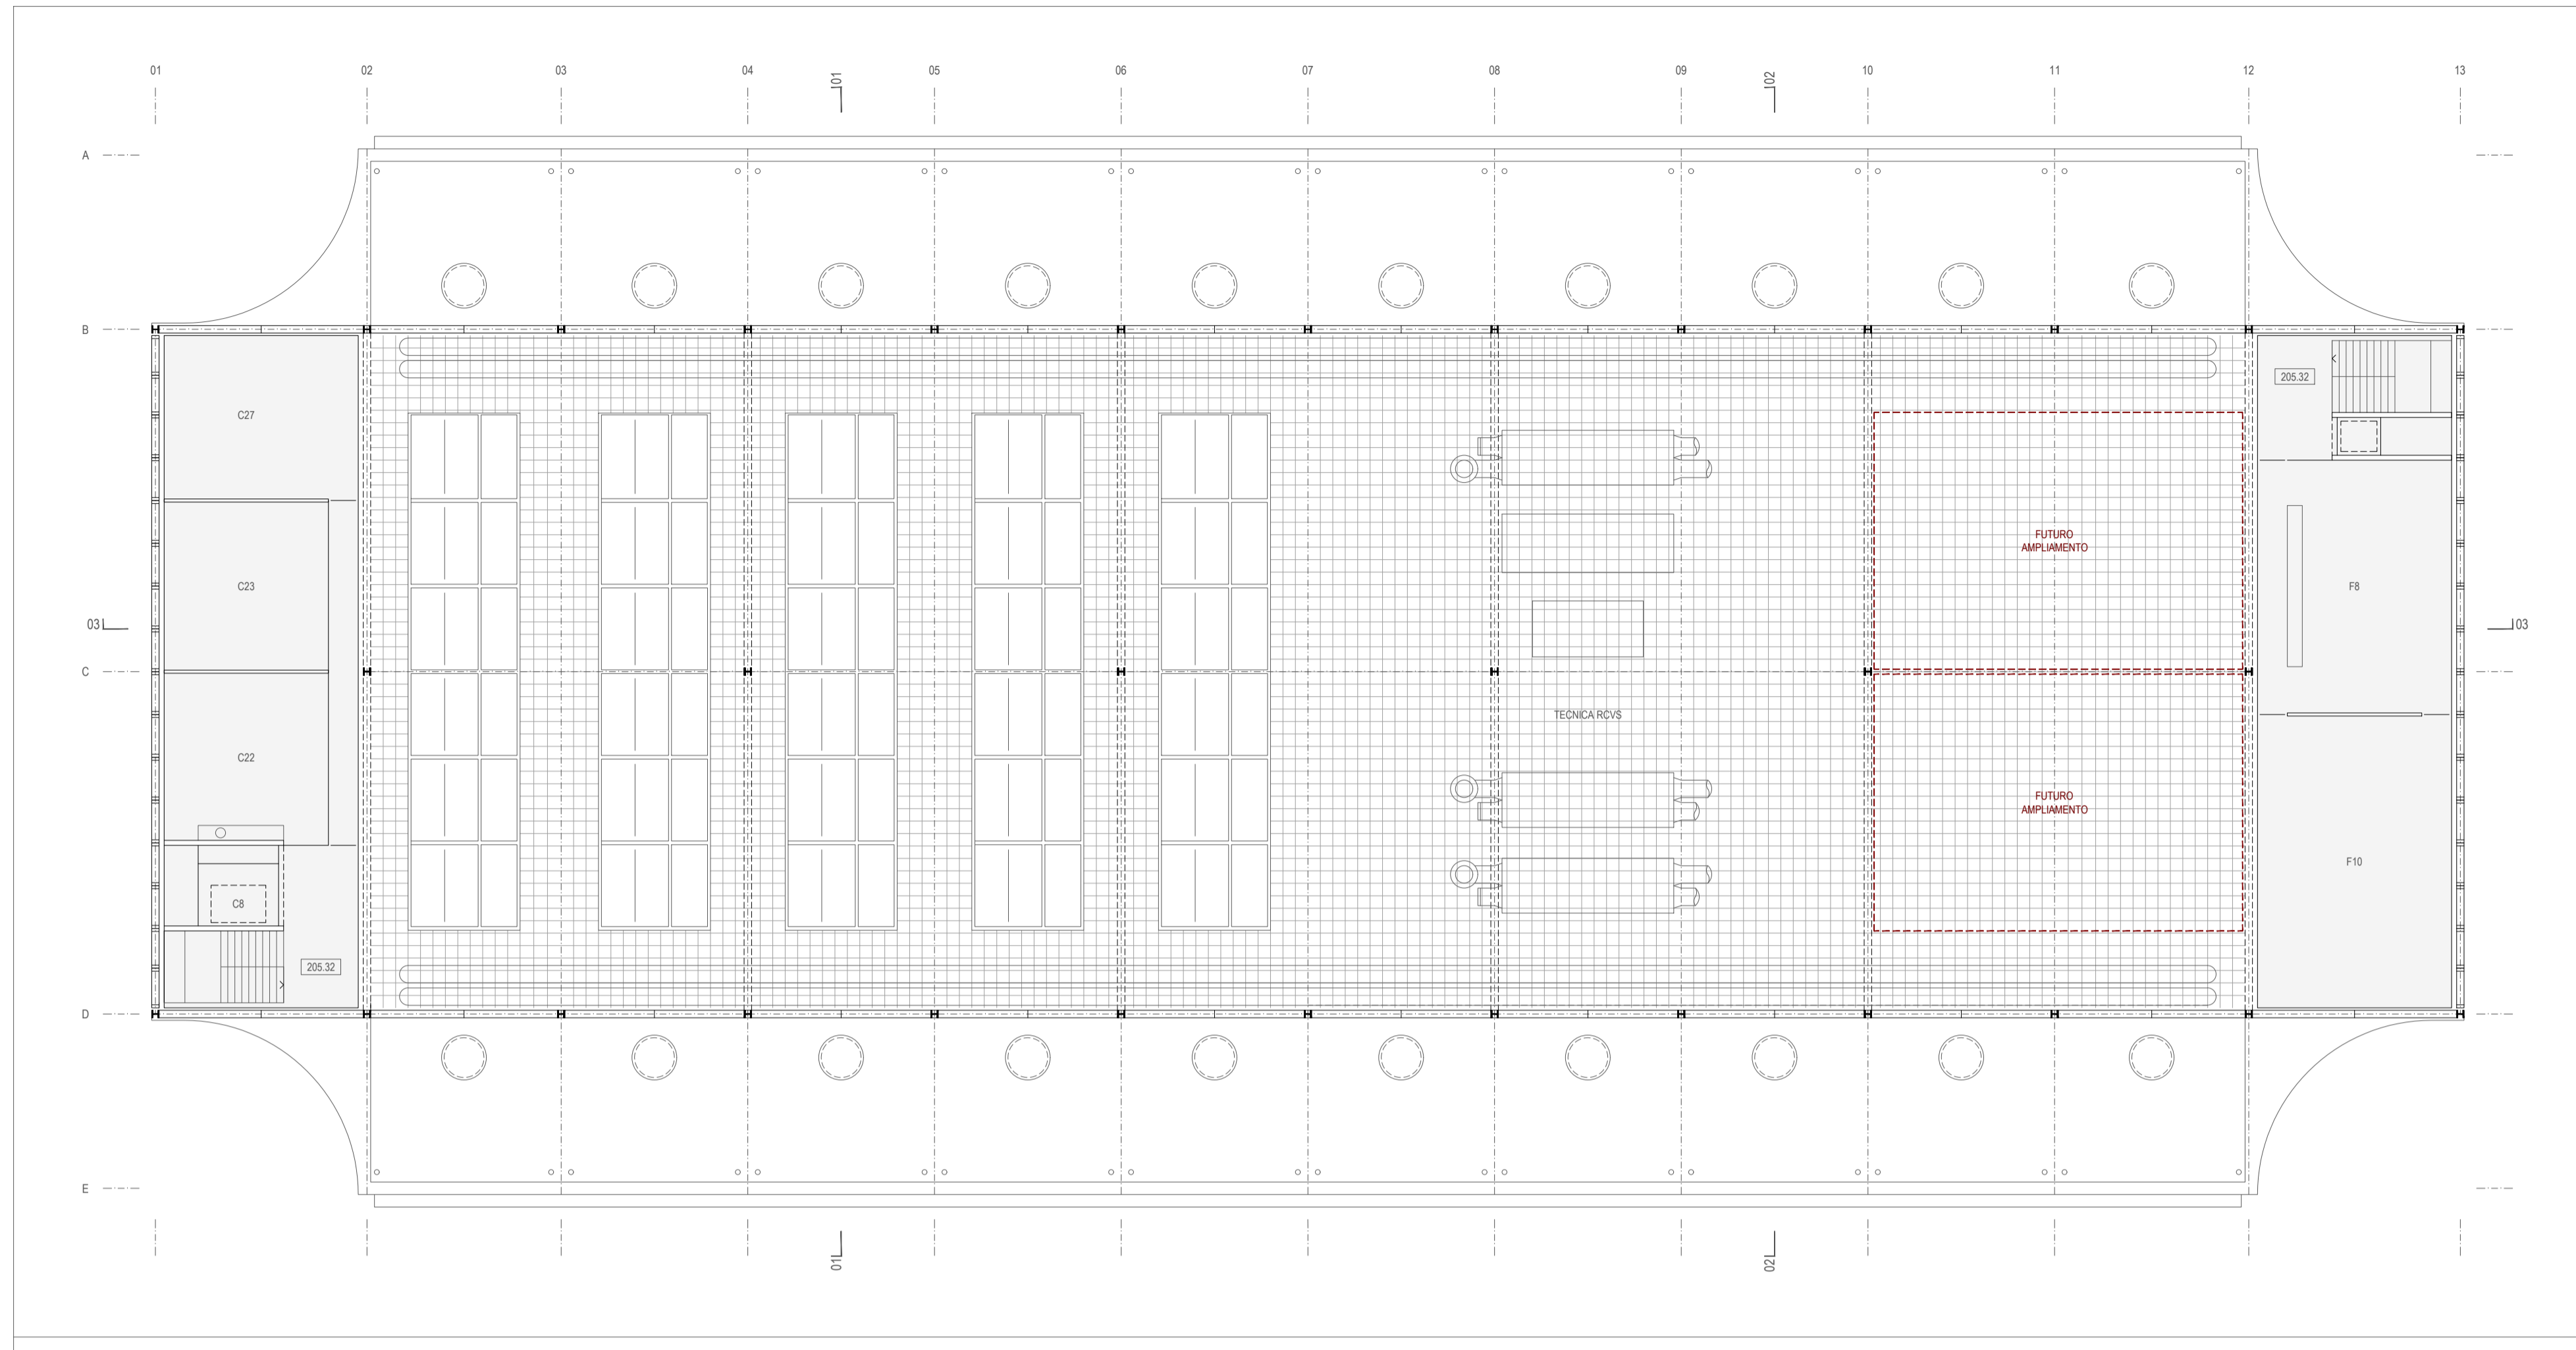 01 02 03 04 05 06 07 08 09 10 11 12 13
01 02
A
B
205.32
C27
FUTURO
AMPLIAMENTO
C23 F8
03 03
C
TECNICA RCVS
C22
FUTURO
AMPLIAMENTO
F10
C8
205.32
D
E
01 02